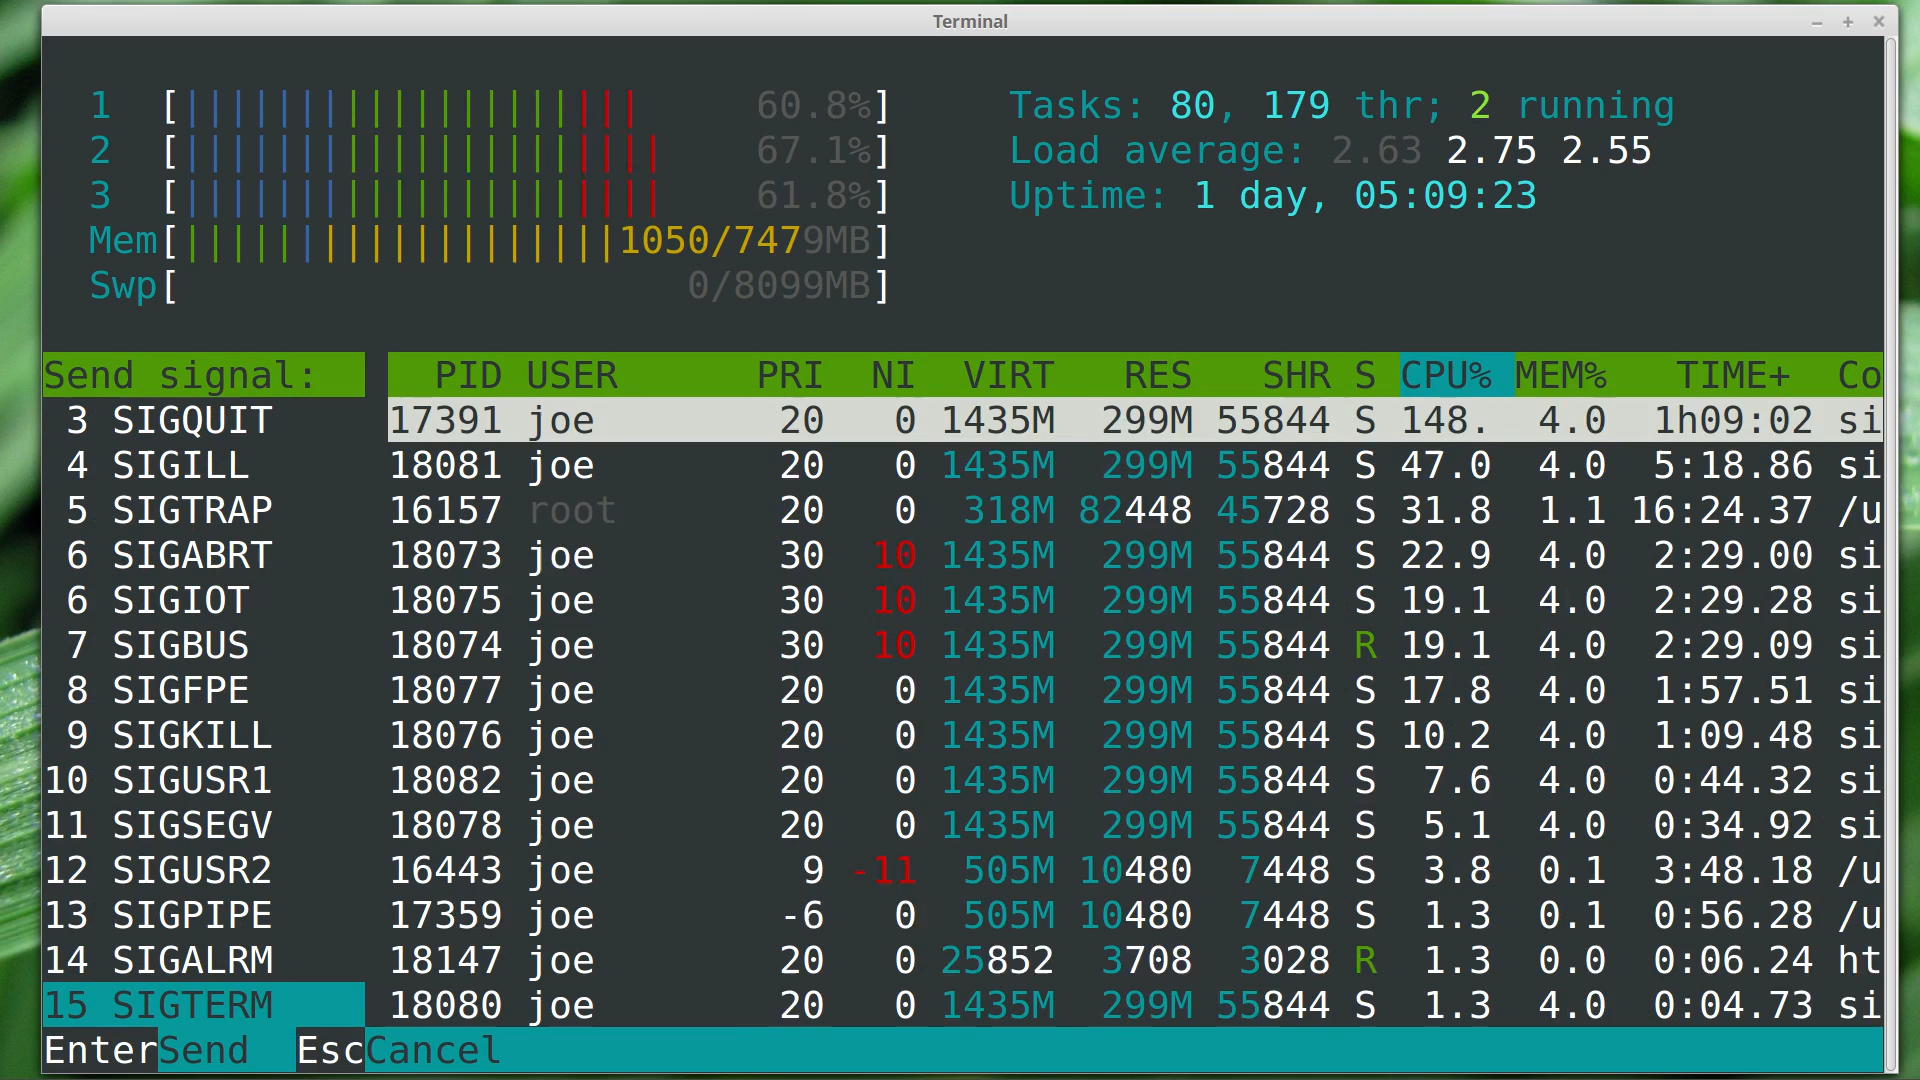 Terminal
1 [|||||||||||||||||||| 60.8%] Tasks: 80, 179 thr; 2 running
2 [||||||||||||||||||||| 67.1%] Load average: 2.63 2.75 2.55
3 [||||||||||||||||||||| 61.8%] Uptime: 1 day, 05:09:23
Mem[|||||||||||||||||||1050/7479MB]
Swp[ 0/8099MB]
Send signal: PID USER PRI NI VIRT RES SHR S CPU% MEM% TIME+ Co
3 SIGQUIT 17391 joe 20 0 1435M 299M 55844 S 148. 4.0 1h09:02 si
4 SIGILL 18081 joe 20 0 1435M 299M 55844 S 47.0 4.0 5:18.86 si
5 SIGTRAP 16157 root 20 0 318M 82448 45728 S 31.8 1.1 16:24.37 /u
6 SIGABRT 18073 joe 30 10 1435M 299M 55844 S 22.9 4.0 2:29.00 si
6 SIGIOT 18075 joe 30 10 1435M 299M 55844 S 19.1 4.0 2:29.28 si
7 SIGBUS 18074 joe 30 10 1435M 299M 55844 R 19.1 4.0 2:29.09 si
8 SIGFPE 18077 joe 20 0 1435M 299M 55844 S 17.8 4.0 1:57.51 si
9 SIGKILL 18076 joe 20 0 1435M 299M 55844 S 10.2 4.0 1:09.48 si
10 SIGUSR1 18082 joe 20 0 1435M 299M 55844 S 7.6 4.0 0:44.32 si
11 SIGSEGV 18078 joe 20 0 1435M 299M 55844 S 5.1 4.0 0:34.92 si
12 SIGUSR2 16443 joe 9 -11 505M 10480 7448 S 3.8 0.1 3:48.18 /u
13 SIGPIPE 17359 joe -6 0 505M 10480 7448 S 1.3 0.1 0:56.28 /u
14 SIGALRM 18147 joe 20 0 25852 3708 3028 R 1.3 0.0 0:06.24 ht
15 SIGTERM 18080 joe 20 0 1435M 299M 55844 S 1.3 4.0 0:04.73 si
EnterSend EscCancel